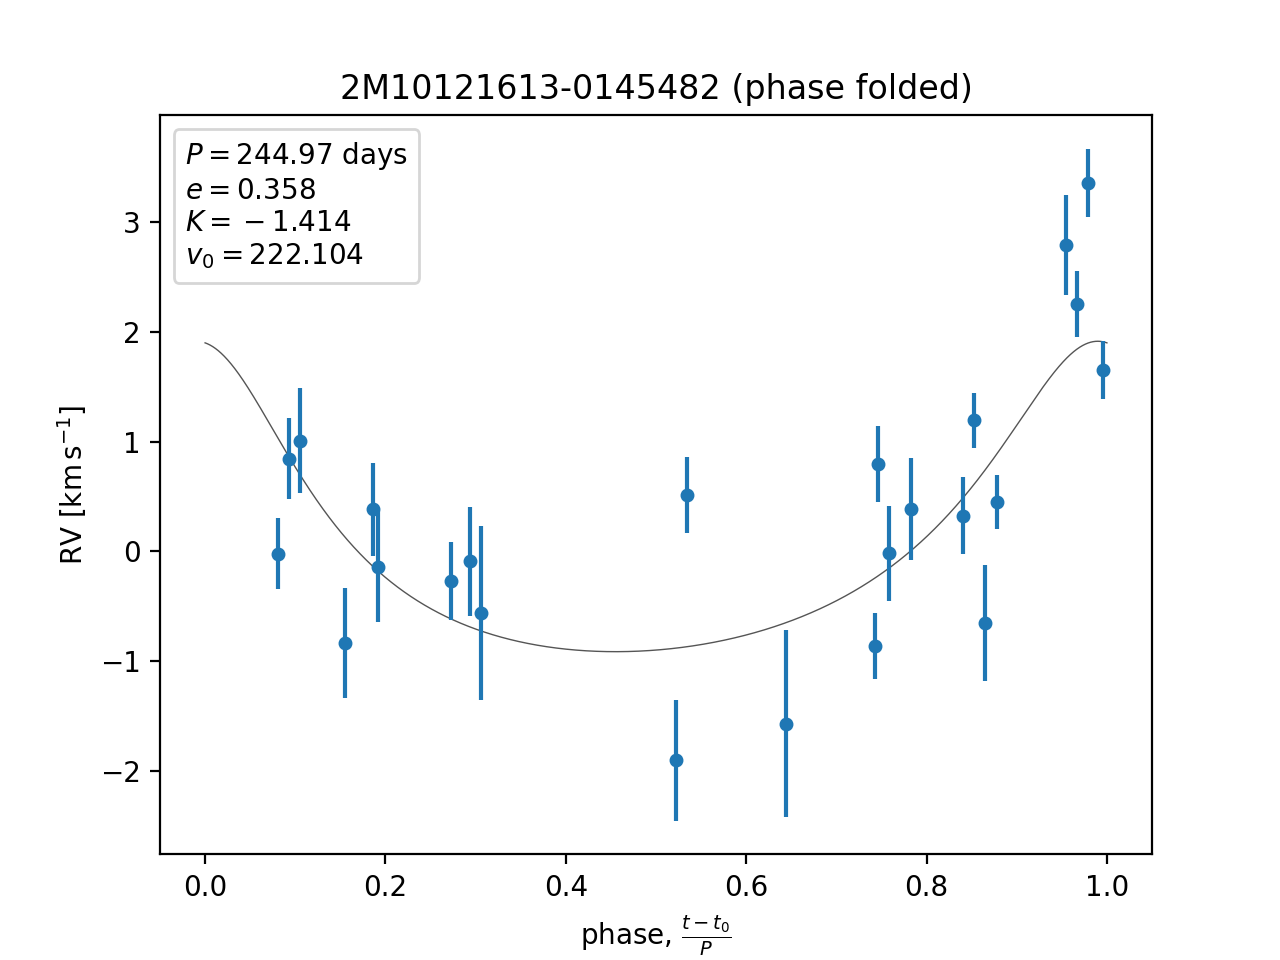 2M10121613-0145482 (phase folded)
P = 244.97 days
e = 0.358
K = −1.414
v₀ = 222.104
RV [km s⁻¹]
3
2
1
0
−1
−2
0.0 0.2 0.4 0.6 0.8 1.0
phase, (t − t₀)/P